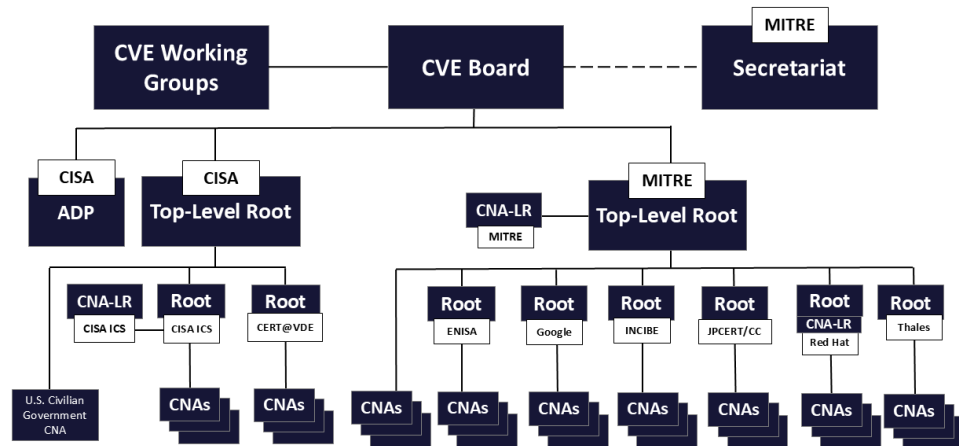 MITRE
CVE Working
Groups
CVE Board
Secretariat
CISA
ADP
CISA
Top-Level Root
MITRE
Top-Level Root
CNA-LR
MITRE
CNA-LR
CISA ICS
Root
CISA ICS
Root
CERT@VDE
Root
ENISA
Root
Google
Root
INCIBE
Root
JPCERT/CC
Root
CNA-LR
Red Hat
Root
Thales
U.S. Civilian
Government
CNA
CNAs
CNAs
CNAs
CNAs
CNAs
CNAs
CNAs
CNAs
CNAs